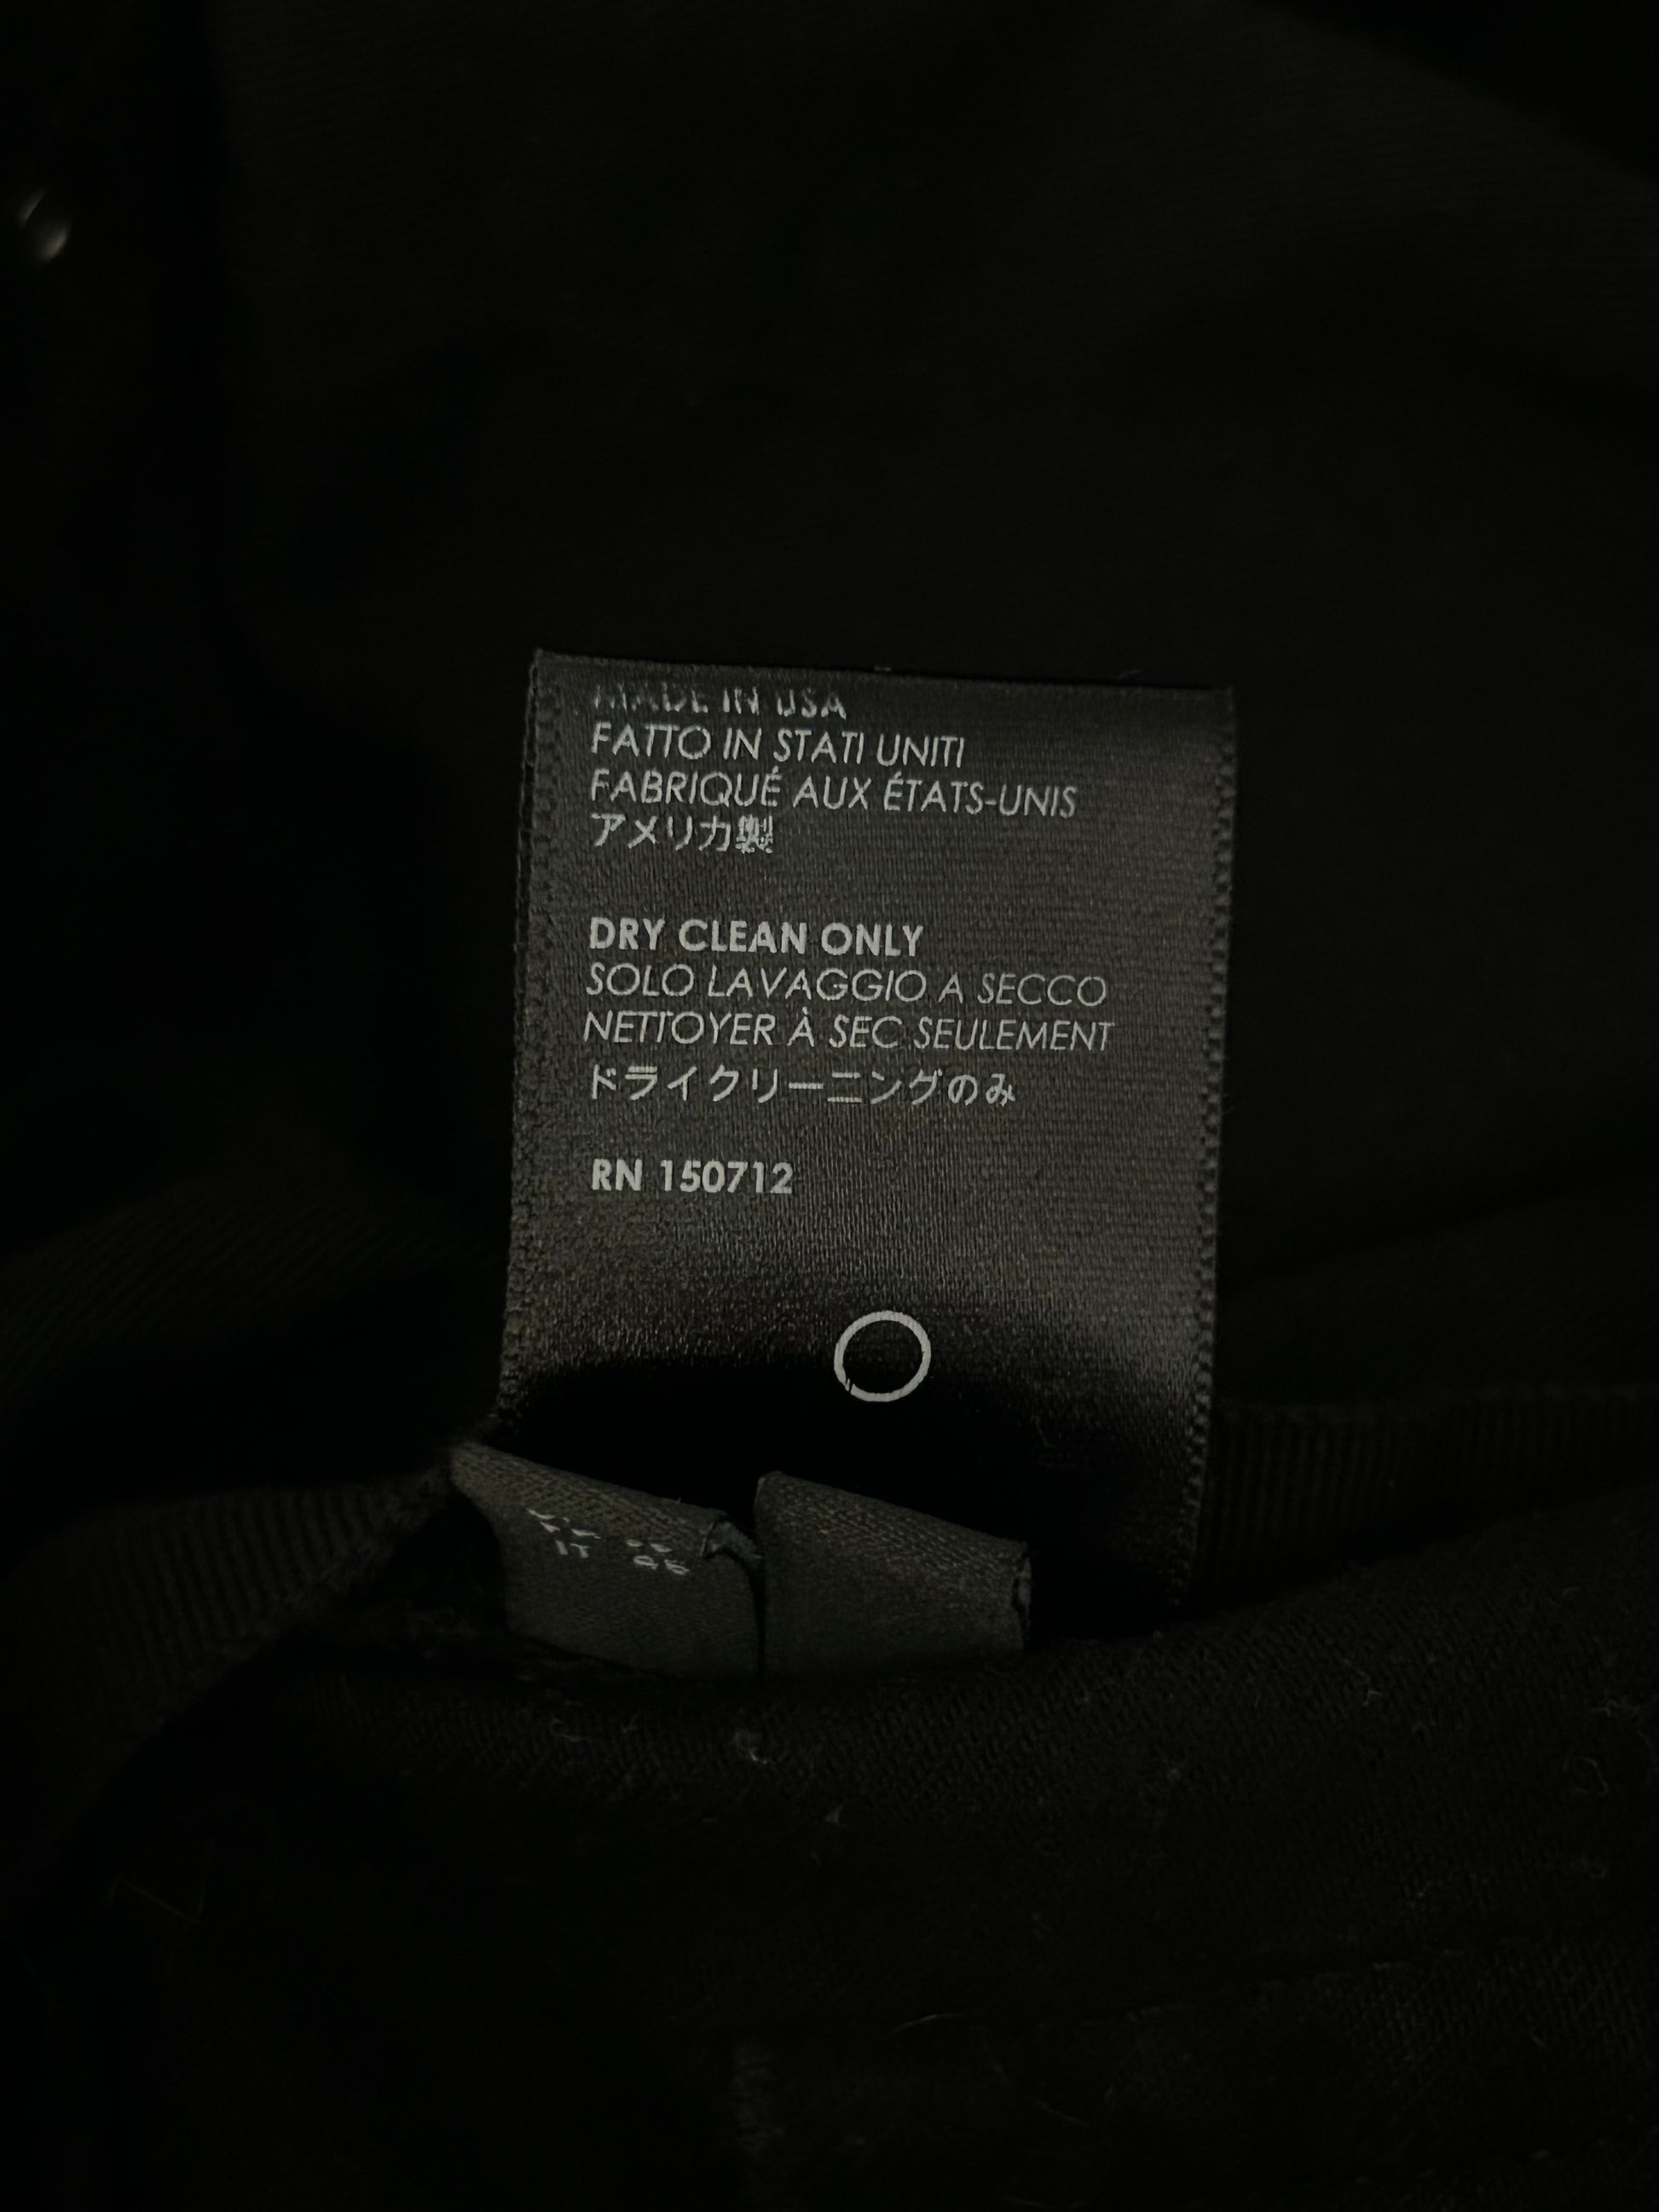 MADE IN USA
FATTO IN STATI UNITI
FABRIQUÉ AUX ÉTATS-UNIS
アメリカ製
DRY CLEAN ONLY
SOLO LAVAGGIO A SECCO
NETTOYER À SEC SEULEMENT
ドライクリーニングのみ
RN 150712